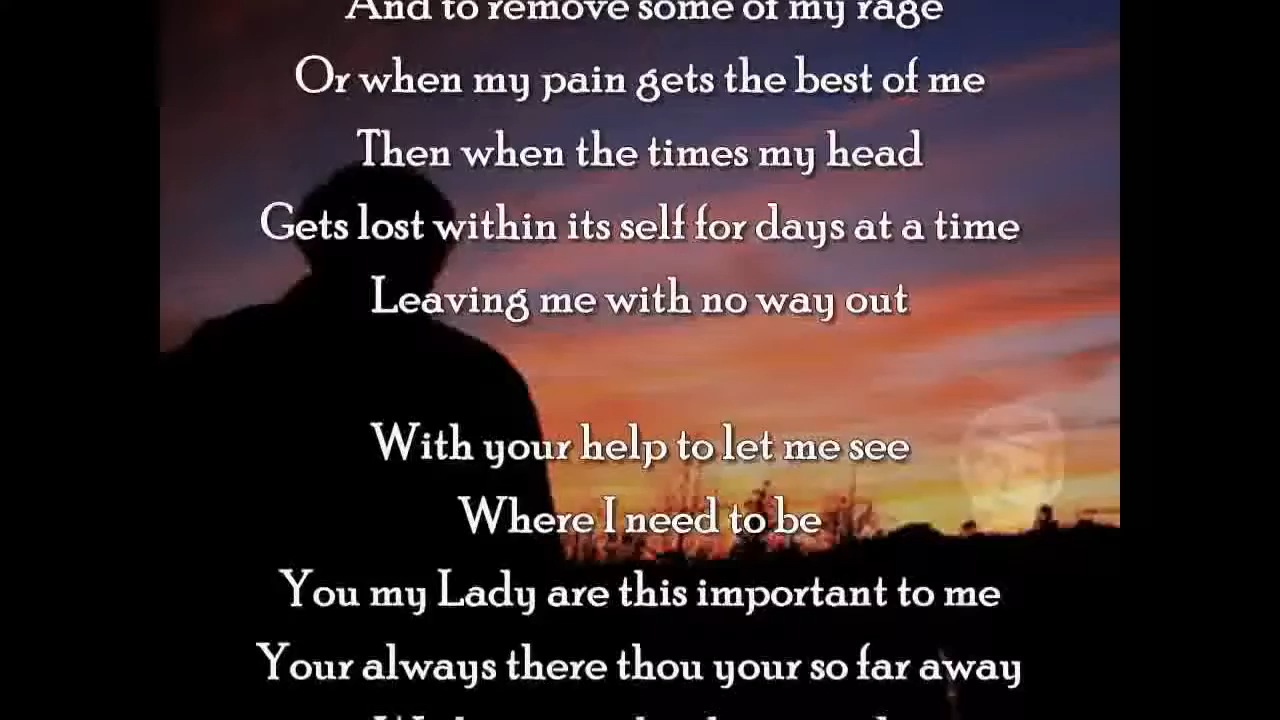 And to remove some of my rage
Or when my pain gets the best of me
Then when the times my head
Gets lost within its self for days at a time
Leaving me with no way out
With your help to let me see
Where I need to be
You my Lady are this important to me
Your always there thou your so far away